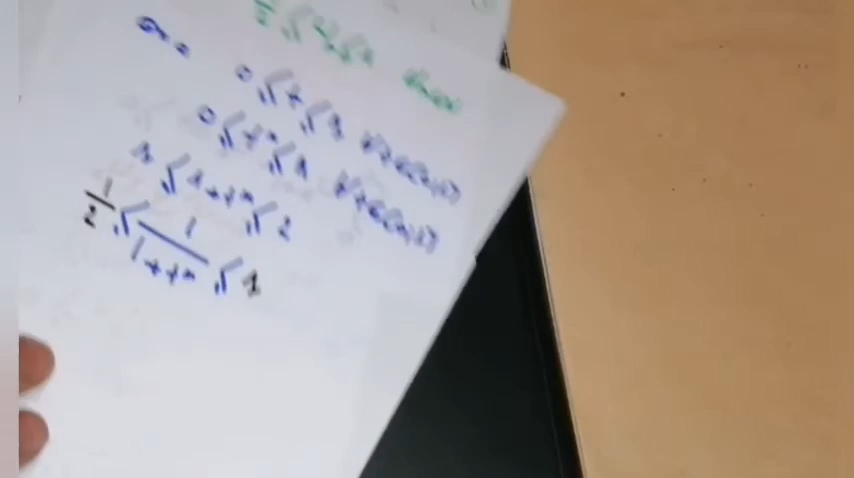 on a
0 ≤ x ≤ 1 ∀x∈[0,1]
0 ≤ xⁿ ≤ 1 ∀x∈[0,1]
1 ≤ 1+xⁿ ≤ 2
1/2 ≤ 1/(1+xⁿ) ≤ 1